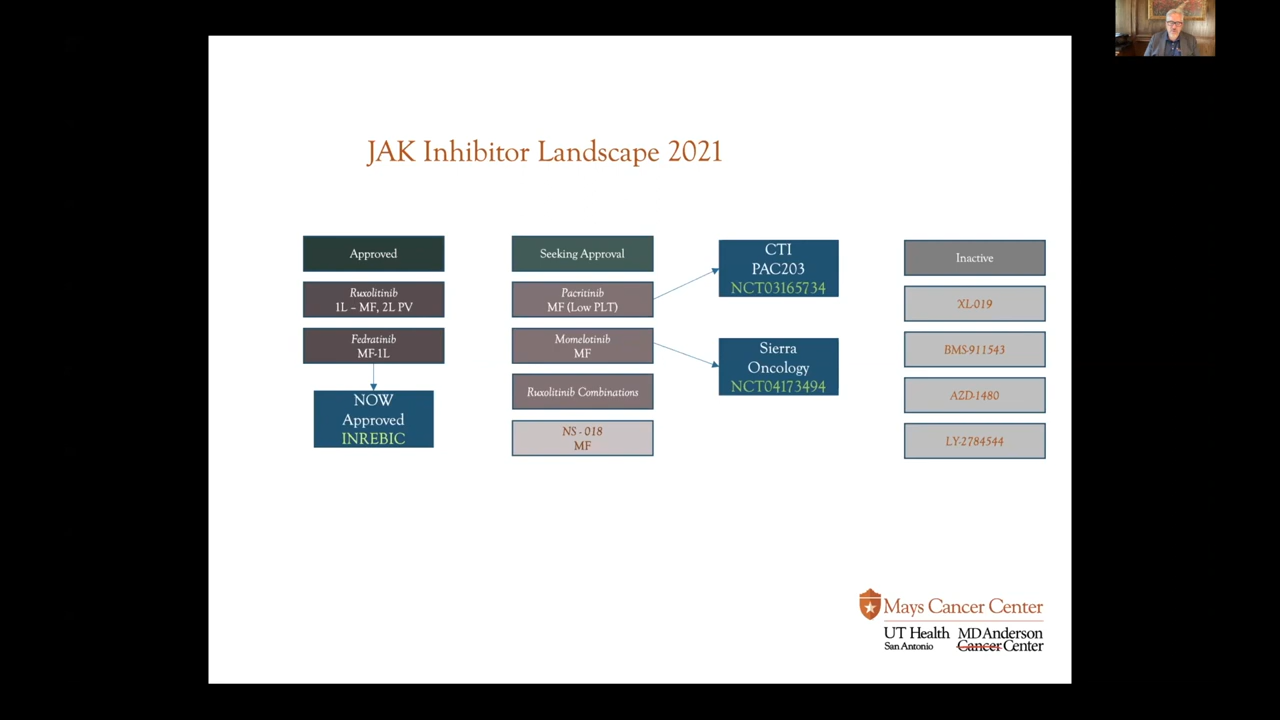 JAK Inhibitor Landscape 2021
Approved
Ruxolitinib
1L – MF, 2L PV
Fedratinib
MF-1L
NOW
Approved
INREBIC
Seeking Approval
Pacritinib
MF (Low PLT)
Momelotinib
MF
Ruxolitinib Combinations
NS - 018
MF
CTI
PAC203
NCT03165734
Sierra
Oncology
NCT04173494
Inactive
XL-019
BMS-911543
AZD-1480
LY-2784544
Mays Cancer Center
UT Health MD Anderson
San Antonio Cancer Center